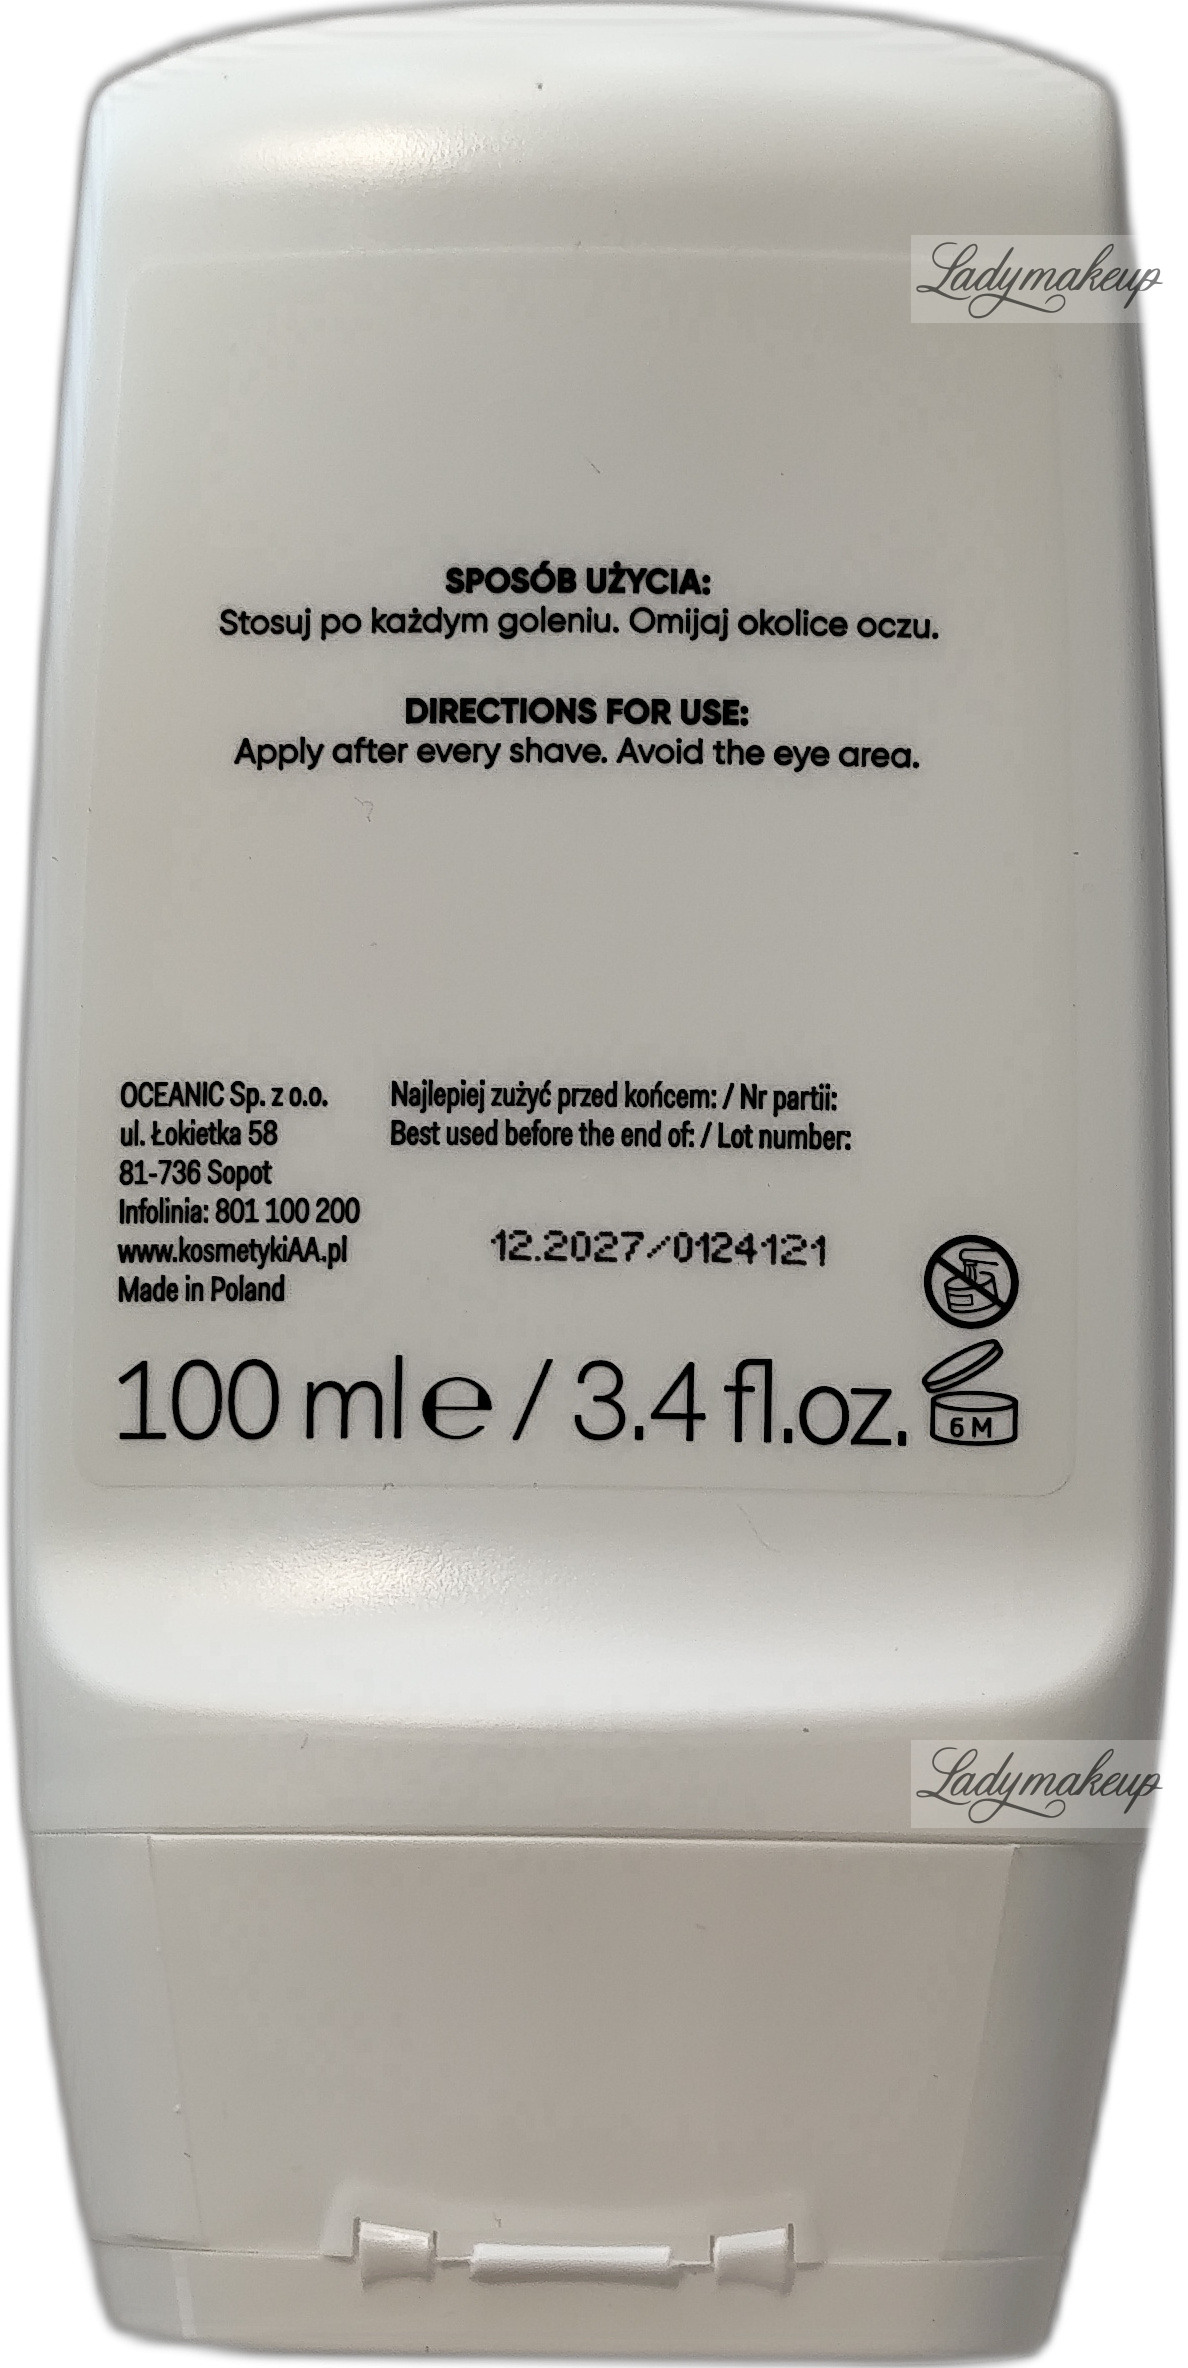 Ladymakeup
SPOSÓB UŻYCIA:
Stosuj po każdym goleniu. Omijaj okolice oczu.
DIRECTIONS FOR USE:
Apply after every shave. Avoid the eye area.
OCEANIC Sp. z o.o.
ul. Łokietka 58
81-736 Sopot
Infolinia: 801 100 200
www.kosmetykiAA.pl
Made in Poland
Najlepiej zużyć przed końcem: / Nr partii:
Best used before the end of: / Lot number:
12.2027/0124121
100 ml e / 3.4 fl.oz.
6 M
Ladymakeup